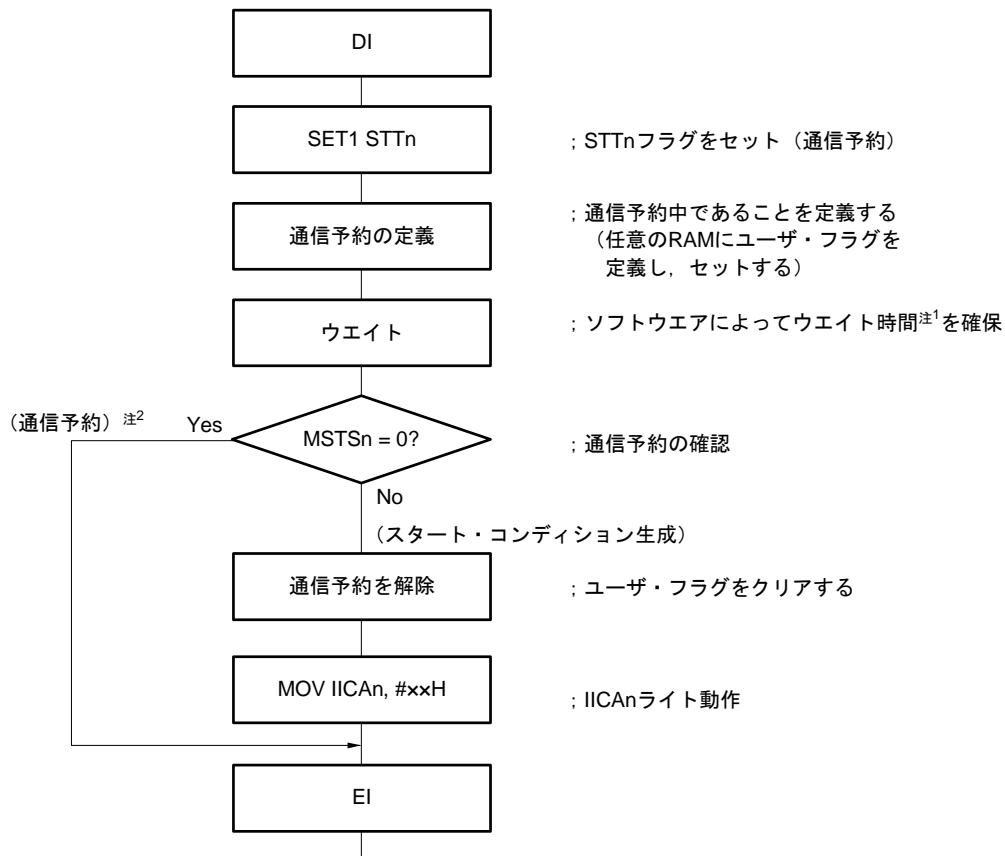 DI
SET1 STTn
；STTnフラグをセット（通信予約）
通信予約の定義
；通信予約中であることを定義する
（任意のRAMにユーザ・フラグを
定義し，セットする）
ウエイト
；ソフトウエアによってウエイト時間注1を確保
（通信予約）注2
Yes
MSTSn = 0?
；通信予約の確認
No
（スタート・コンディション生成）
通信予約を解除
；ユーザ・フラグをクリアする
MOV IICAn, #××H
；IICAnライト動作
EI